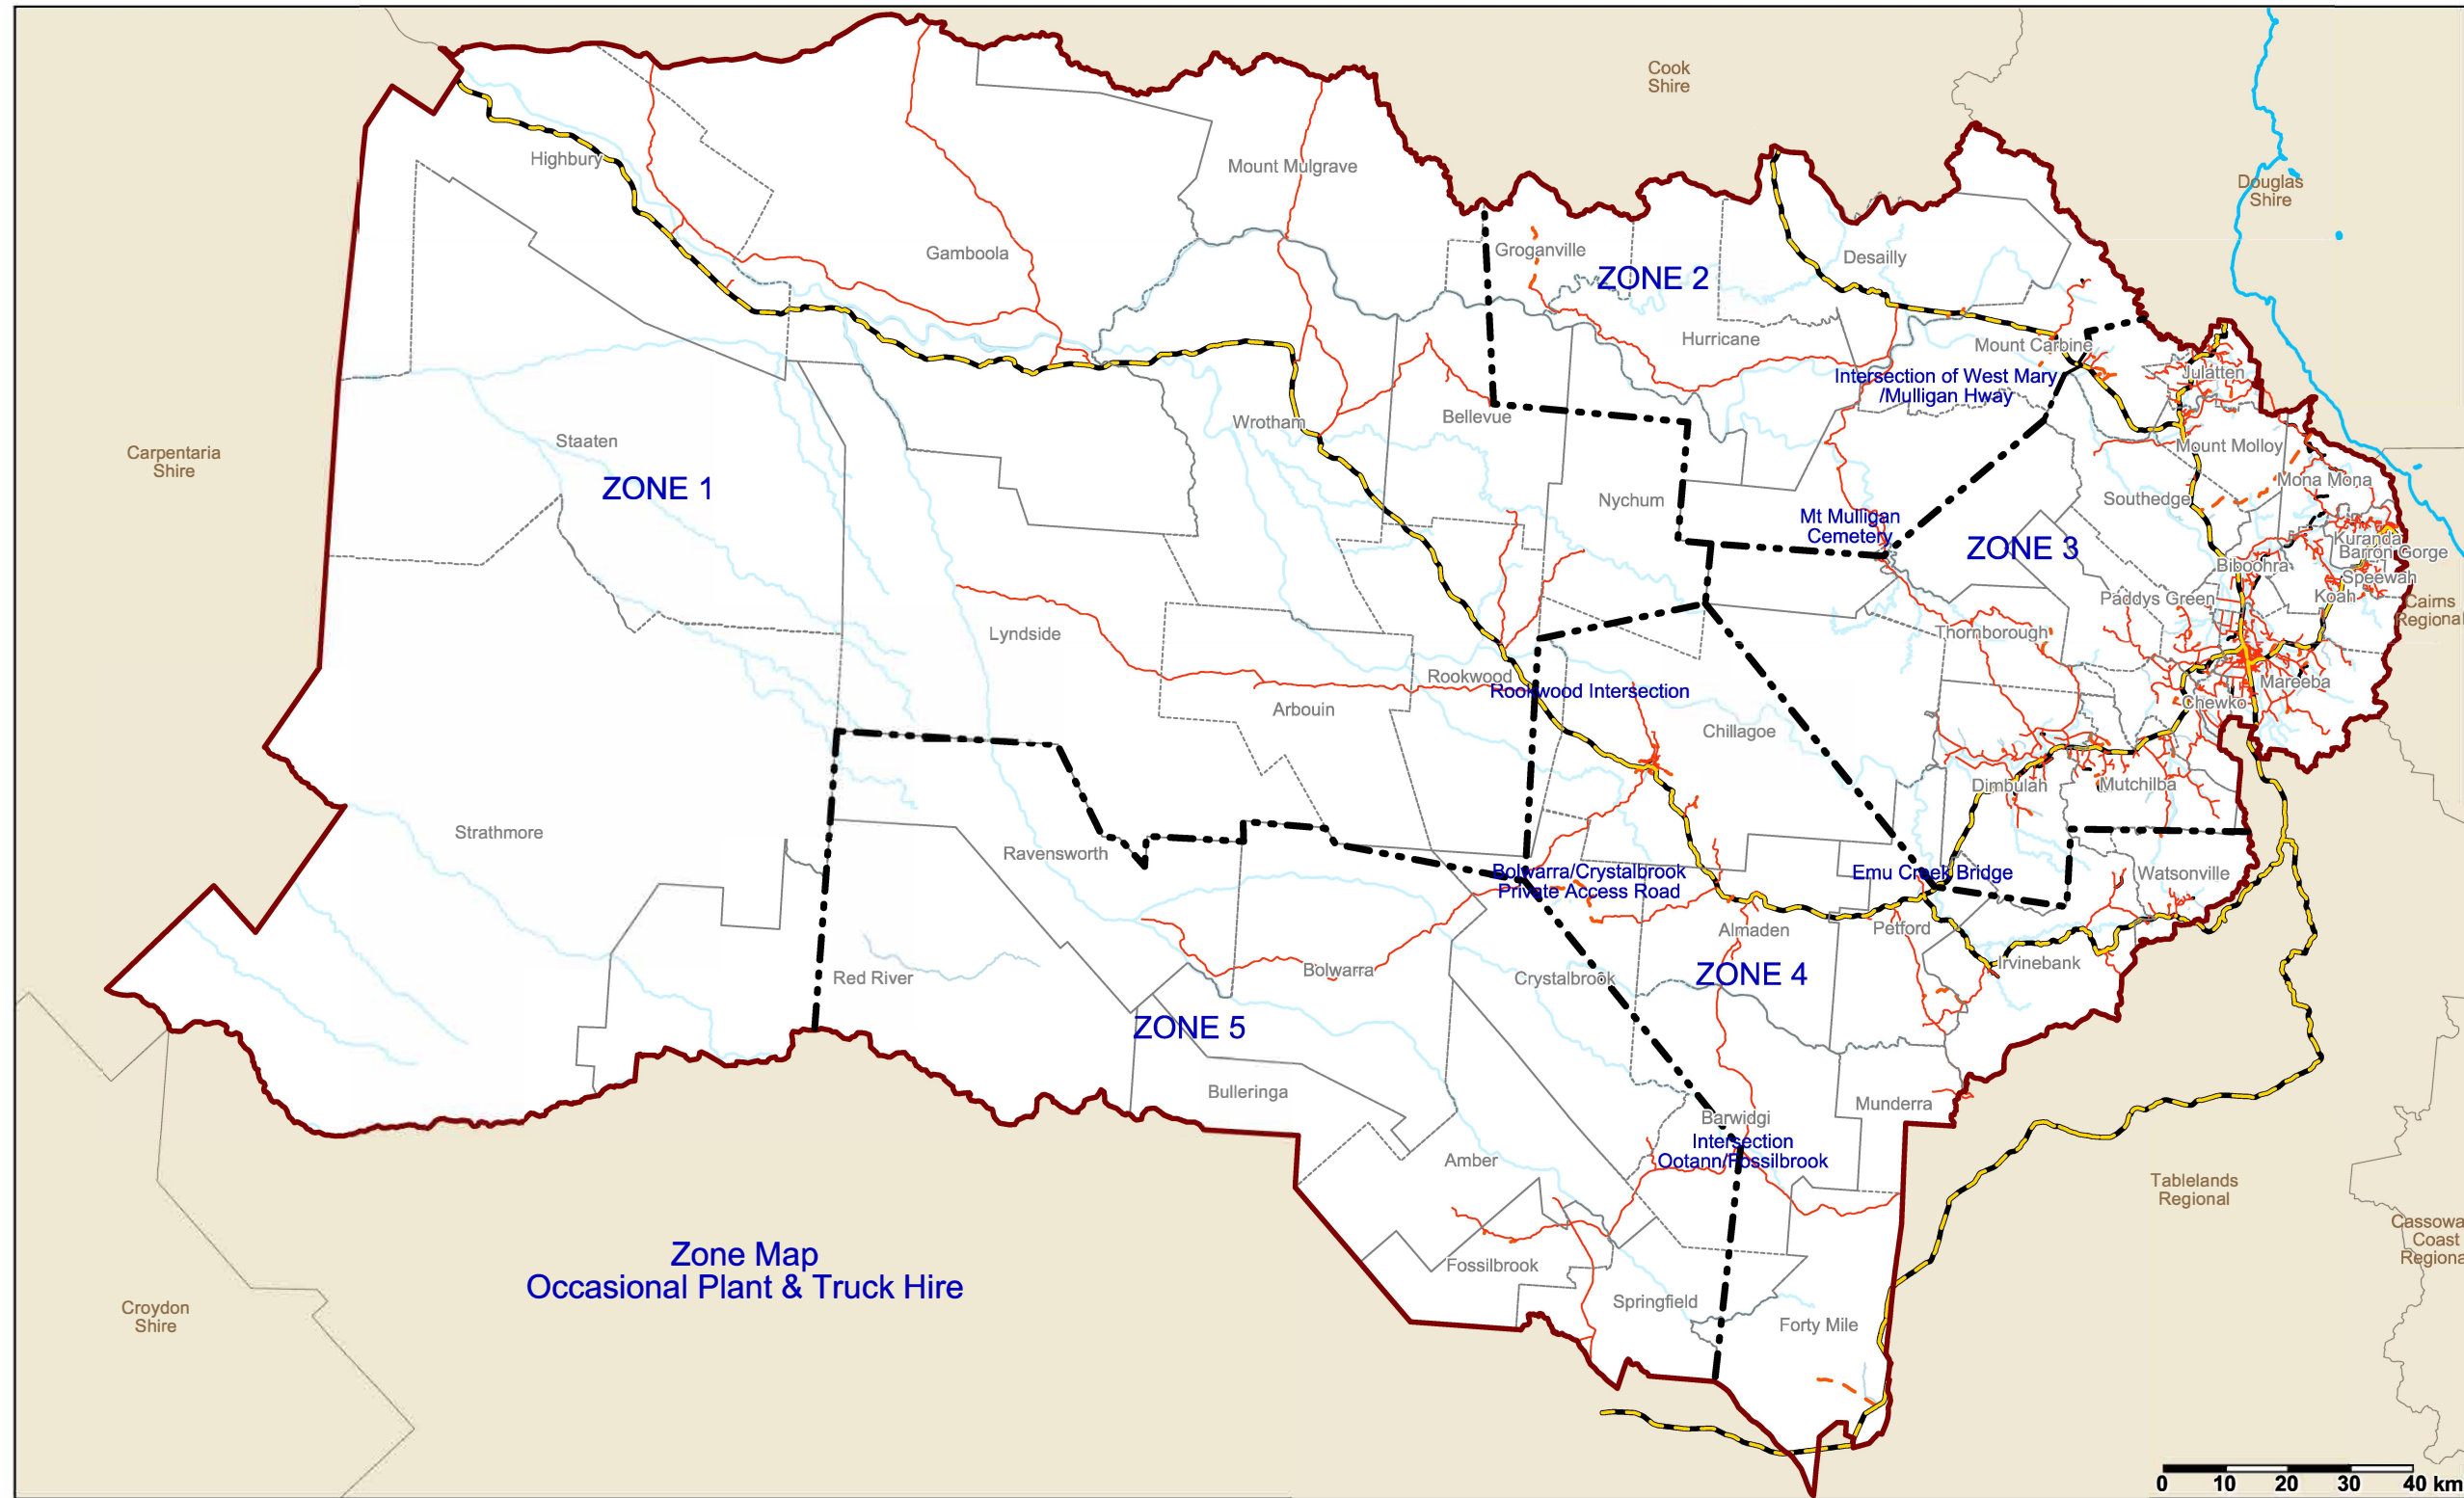 Cook
Shire
Highbury
Mount Mulgrave
Douglas
Shire
Gamboola
Groganville
ZONE 2
Desailly
Hurricane
Mount Carbine
Julatten
Intersection of West Mary
/Mulligan Hway
Wrotham
Bellevue
Staaten
Mount Molloy
Carpentaria
Shire
ZONE 1
Nychum
Southedge
Mona Mona
Mt Mulligan
Cemetery
ZONE 3
Kuranda
Barron Gorge
Biboohra
Speewah
Paddys Green
Koah
Cairns
Regional
Lyndside
Thornborough
Rookwood
Rookwood Intersection
Mareeba
Chewko
Arbouin
Chillagoe
Dimbulah
Mutchilba
Strathmore
Ravensworth
Bolwarra/Crystalbrook
Private Access Road
Emu Creek Bridge
Watsonville
Almaden
Petford
Irvinebank
Red River
Bolwarra
Crystalbrook
ZONE 4
ZONE 5
Bulleringa
Barwidgi
Munderra
Intersection
Ootann/Fossilbrook
Amber
Tablelands
Regional
Cassowa
Coast
Regiona
Zone Map
Occasional Plant & Truck Hire
Fossilbrook
Springfield
Forty Mile
Croydon
Shire
0 10 20 30 40 km